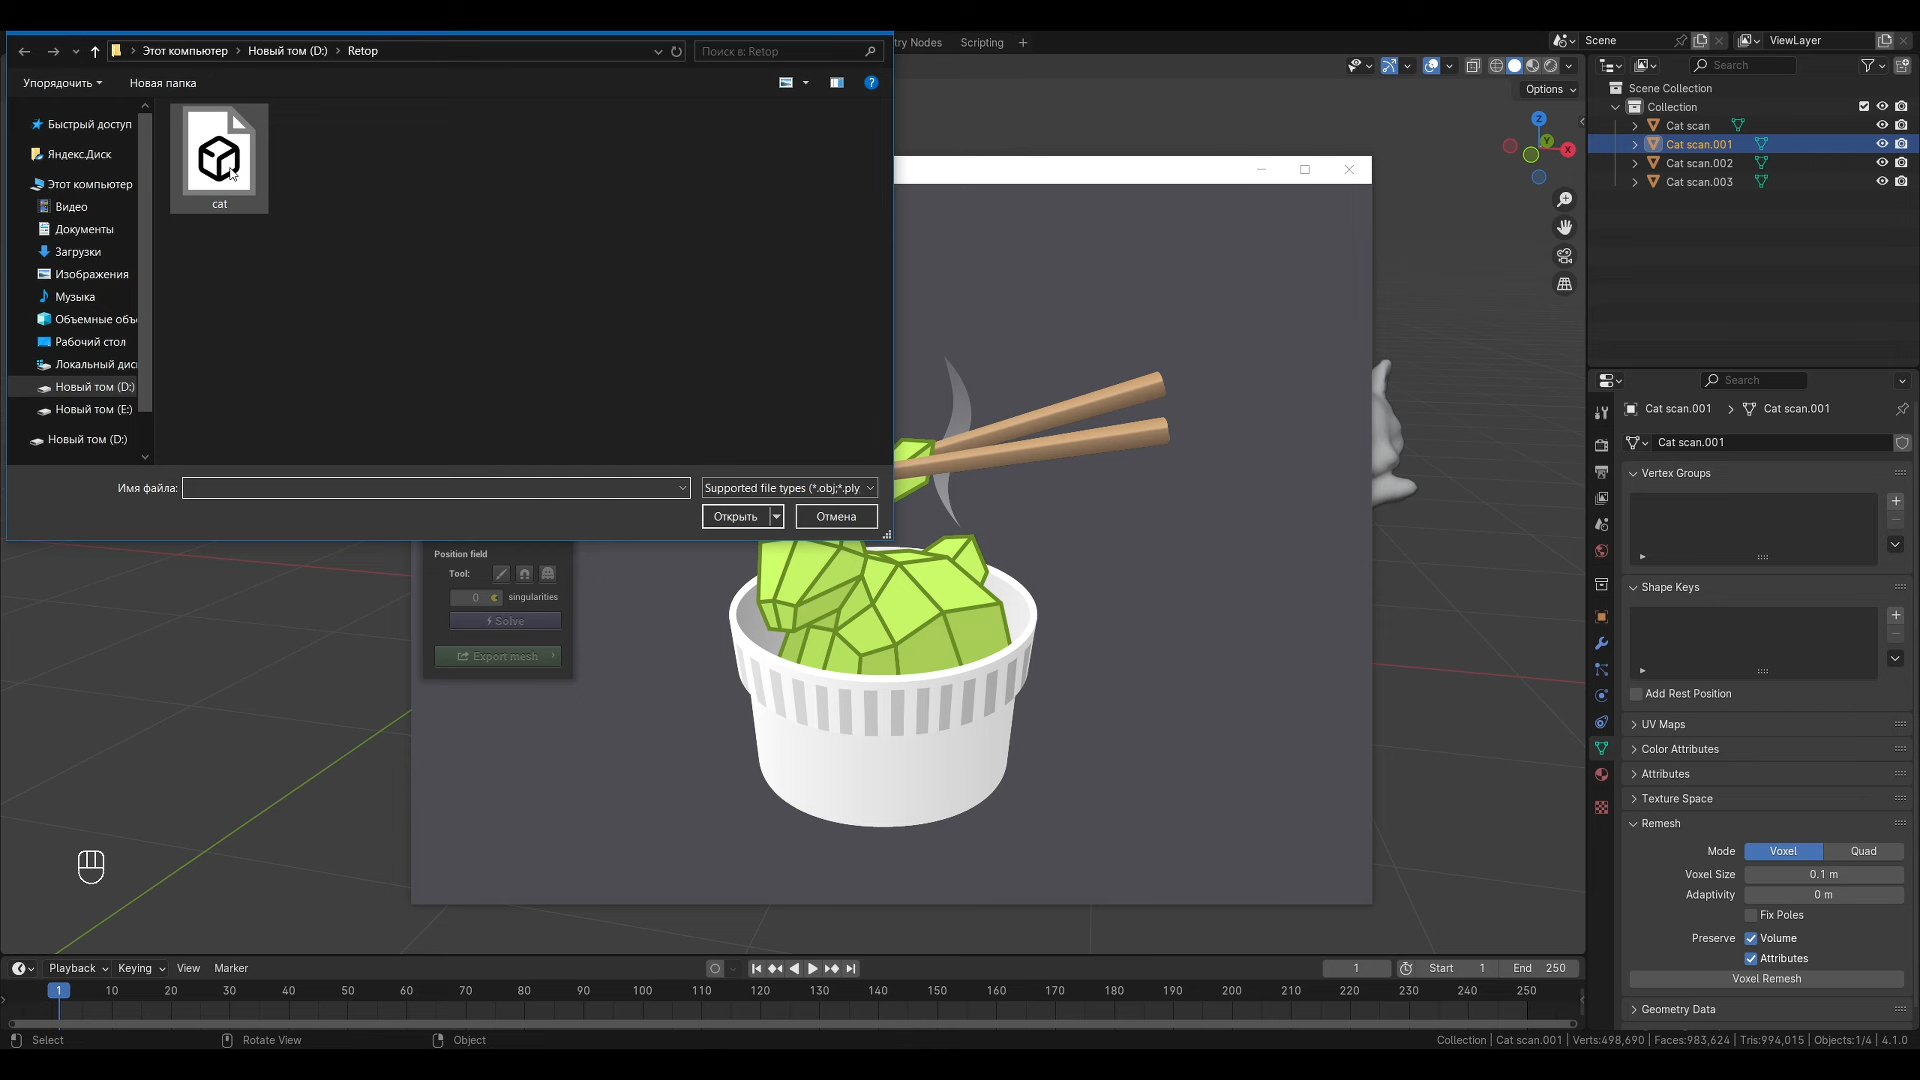 Этот компьютер
Новый том (D:)
Retop
Поиск в: Retop
Упорядочить
Новая папка
Быстрый доступ
Яндекс.Диск
Этот компьютер
Видео
Документы
Загрузки
Изображения
Музыка
Объемные объ
Рабочий стол
Локальный дис
Новый том (D:)
Новый том (E:)
Новый том (D:)
cat
Имя файла:
Supported file types (*.obj;*.ply
Открыть
Отмена
try Nodes
Scripting
Scene
ViewLayer
Options
Z
Y
X
Search
Scene Collection
Collection
Cat scan
Cat scan.001
Cat scan.002
Cat scan.003
Position field
Tool:
0
singularities
Solve
Export mesh
Search
Cat scan.001
Cat scan.001
Cat scan.001
Vertex Groups
Shape Keys
Add Rest Position
UV Maps
Color Attributes
Attributes
Texture Space
Remesh
Mode
Voxel
Quad
Voxel Size
0.1 m
Adaptivity
0 m
Fix Poles
Preserve
Volume
Attributes
Voxel Remesh
Geometry Data
Playback
Keying
View
Marker
1
Start
1
End
250
1
10
20
30
40
50
60
70
80
90
100
110
120
130
140
150
160
170
180
190
200
210
220
230
240
250
Select
Rotate View
Object
Collection | Cat scan.001 | Verts:498,690 | Faces:983,624 | Tris:994,015 | Objects:1/4 | 4.1.0